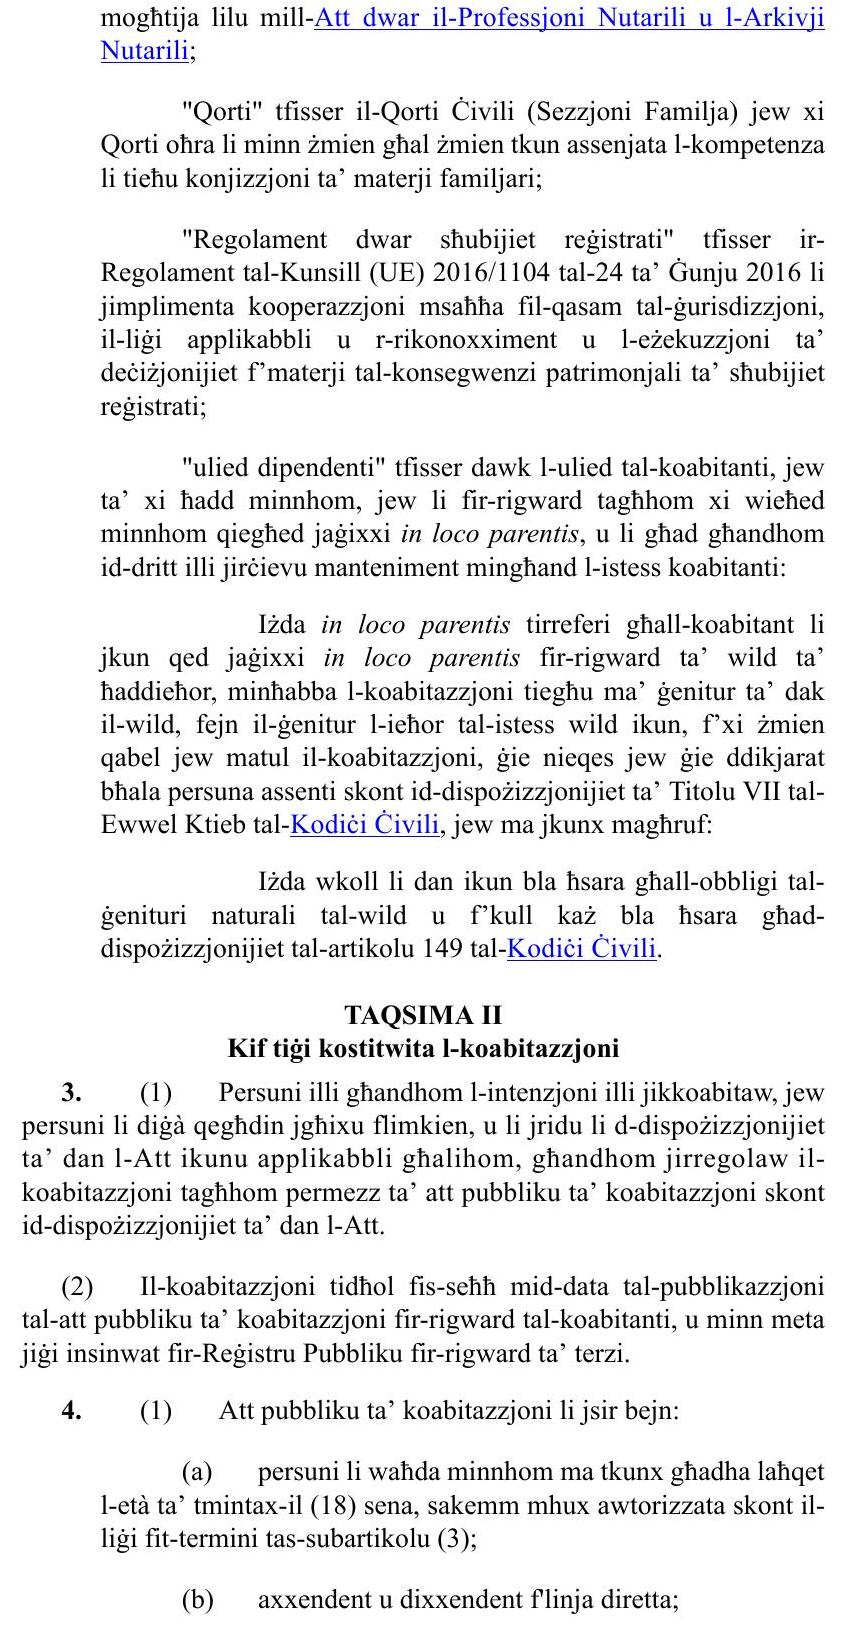 mogħtija lilu mill-Att dwar il-Professjoni Nutarili u l-Arkivji
Nutarili;
"Qorti" tfisser il-Qorti Ċivili (Sezzjoni Familja) jew xi
Qorti oħra li minn żmien għal żmien tkun assenjata l-kompetenza
li tieħu konjizzjoni ta’ materji familjari;
"Regolament dwar sħubijiet reġistrati" tfisser ir-
Regolament tal-Kunsill (UE) 2016/1104 tal-24 ta’ Ġunju 2016 li
jimplimenta kooperazzjoni msaħħa fil-qasam tal-ġurisdizzjoni,
il-liġi applikabbli u r-rikonoxximent u l-eżekuzzjoni ta’
deċiżjonijiet f’materji tal-konsegwenzi patrimonjali ta’ sħubijiet
reġistrati;
"ulied dipendenti" tfisser dawk l-ulied tal-koabitanti, jew
ta’ xi ħadd minnhom, jew li fir-rigward tagħhom xi wieħed
minnhom qiegħed jaġixxi in loco parentis, u li għad għandhom
id-dritt illi jirċievu manteniment mingħand l-istess koabitanti:
Iżda in loco parentis tirreferi għall-koabitant li
jkun qed jaġixxi in loco parentis fir-rigward ta’ wild ta’
ħaddieħor, minħabba l-koabitazzjoni tiegħu ma’ ġenitur ta’ dak
il-wild, fejn il-ġenitur l-ieħor tal-istess wild ikun, f’xi żmien
qabel jew matul il-koabitazzjoni, ġie nieqes jew ġie ddikjarat
bħala persuna assenti skont id-dispożizzjonijiet ta’ Titolu VII tal-
Ewwel Ktieb tal-Kodiċi Ċivili, jew ma jkunx magħruf:
Iżda wkoll li dan ikun bla ħsara għall-obbligi tal-
ġenituri naturali tal-wild u f’kull każ bla ħsara għad-
dispożizzjonijiet tal-artikolu 149 tal-Kodiċi Ċivili.
TAQSIMA II
Kif tiġi kostitwita l-koabitazzjoni
3. (1) Persuni illi għandhom l-intenzjoni illi jikkoabitaw, jew
persuni li diġà qegħdin jgħixu flimkien, u li jridu li d-dispożizzjonijiet
ta’ dan l-Att ikunu applikabbli għalihom, għandhom jirregolaw il-
koabitazzjoni tagħhom permezz ta’ att pubbliku ta’ koabitazzjoni skont
id-dispożizzjonijiet ta’ dan l-Att.
(2) Il-koabitazzjoni tidħol fis-seħħ mid-data tal-pubblikazzjoni
tal-att pubbliku ta’ koabitazzjoni fir-rigward tal-koabitanti, u minn meta
jiġi insinwat fir-Reġistru Pubbliku fir-rigward ta’ terzi.
4. (1) Att pubbliku ta’ koabitazzjoni li jsir bejn:
(a) persuni li waħda minnhom ma tkunx għadha laħqet
l-età ta’ tmintax-il (18) sena, sakemm mhux awtorizzata skont il-
liġi fit-termini tas-subartikolu (3);
(b) axxendent u dixxendent f'linja diretta;